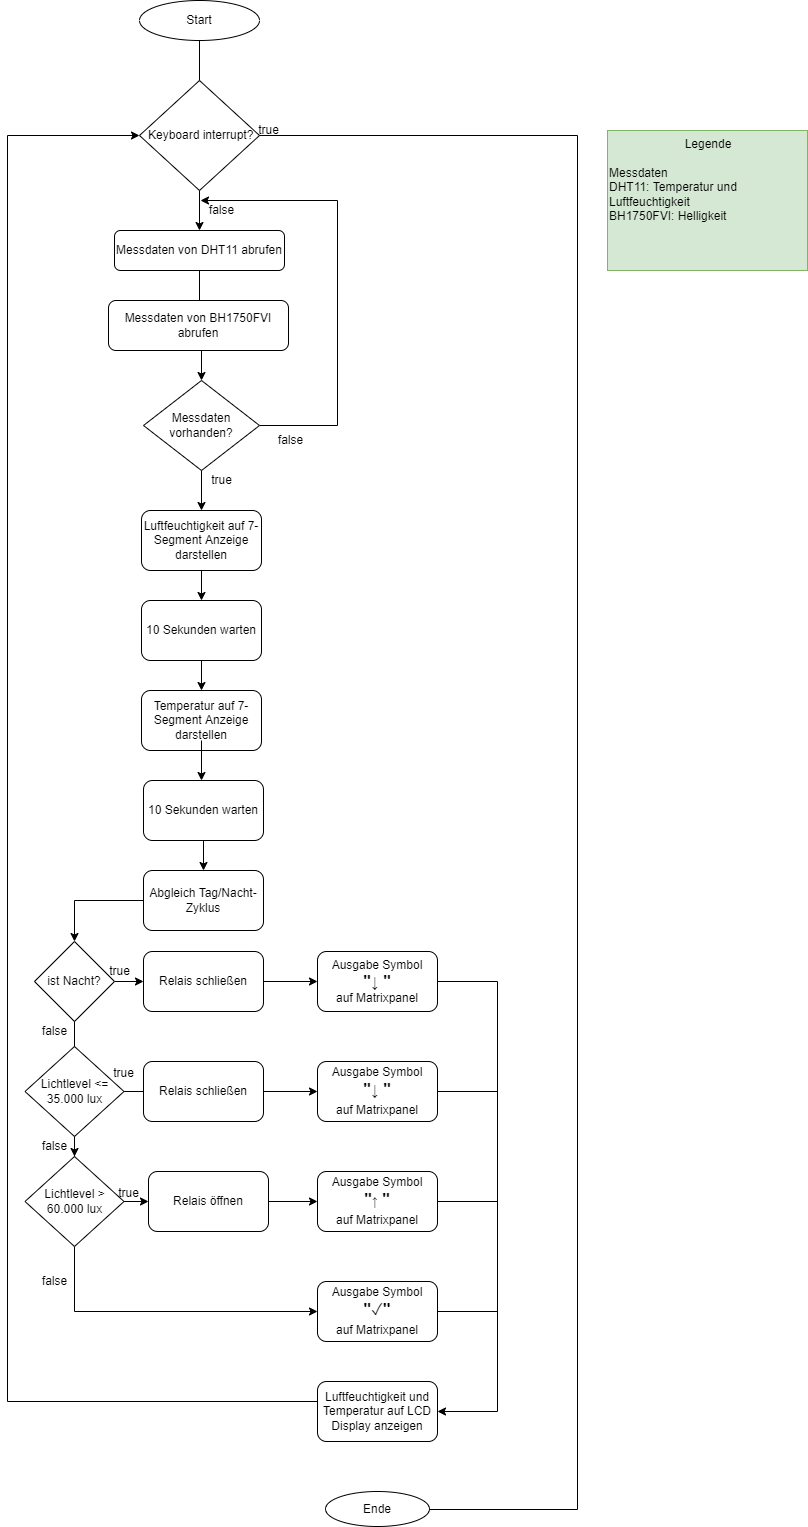 Start
Keyboard interrupt?
true
false
Messdaten von DHT11 abrufen
Messdaten von BH1750FVI
abrufen
Messdaten
vorhanden?
false
true
Luftfeuchtigkeit auf 7-
Segment Anzeige
darstellen
10 Sekunden warten
Temperatur auf 7-
Segment Anzeige
darstellen
10 Sekunden warten
Abgleich Tag/Nacht-
Zyklus
ist Nacht?
true
Relais schließen
Ausgabe Symbol
"↓"
auf Matrixpanel
false
Lichtlevel <=
35.000 lux
true
Relais schließen
Ausgabe Symbol
"↓"
auf Matrixpanel
false
Lichtlevel >
60.000 lux
true
Relais öffnen
Ausgabe Symbol
"↑"
auf Matrixpanel
false
Ausgabe Symbol
"✓"
auf Matrixpanel
Luftfeuchtigkeit und
Temperatur auf LCD
Display anzeigen
Ende
Legende
Messdaten
DHT11: Temperatur und
Luftfeuchtigkeit
BH1750FVI: Helligkeit